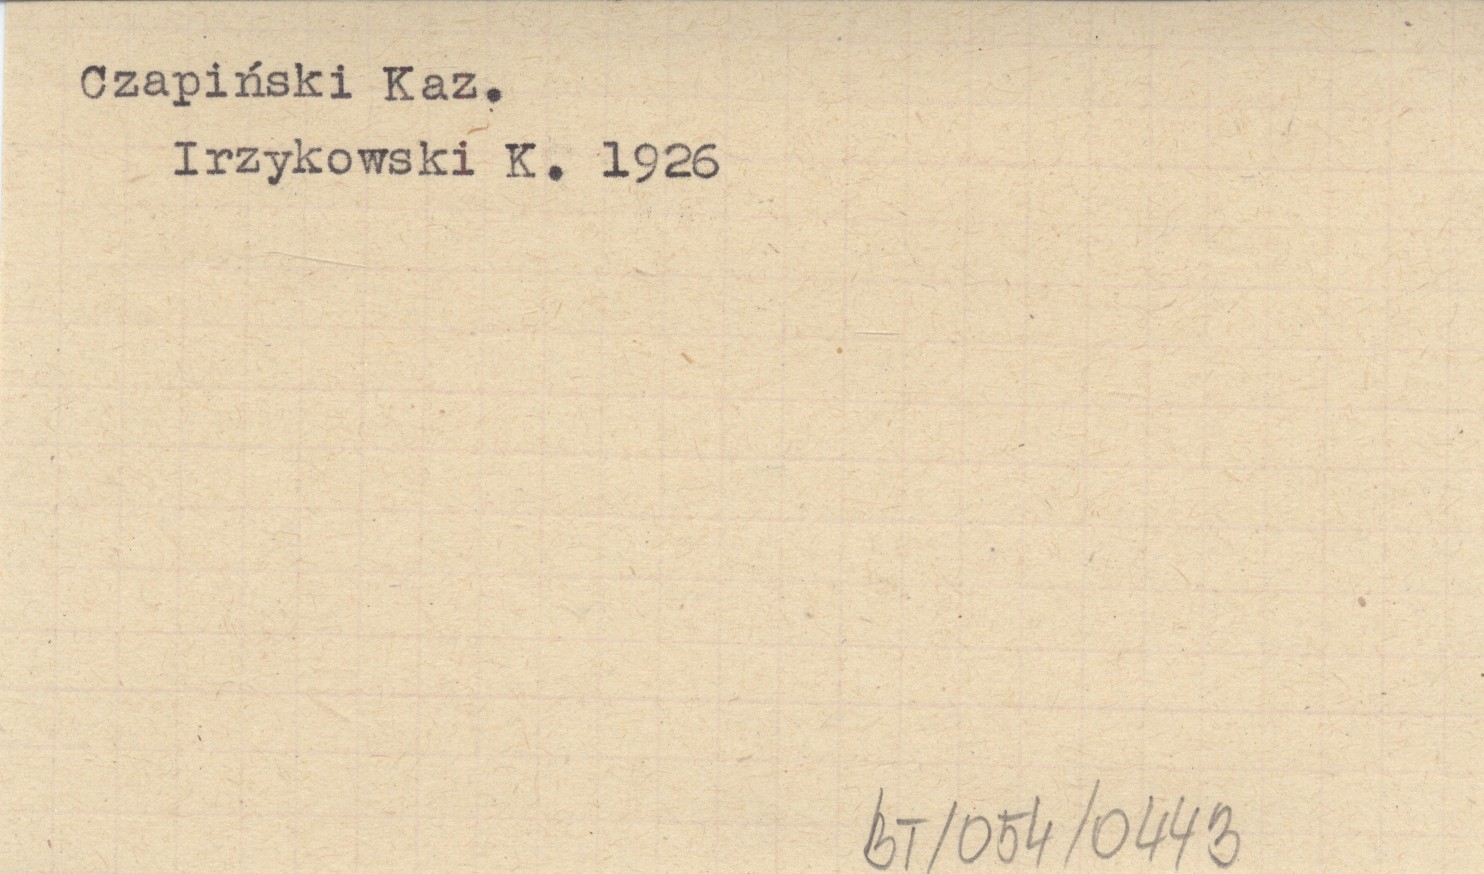 Czapiński Kaz.
Irzykowski K. 1926
BT/054/0443